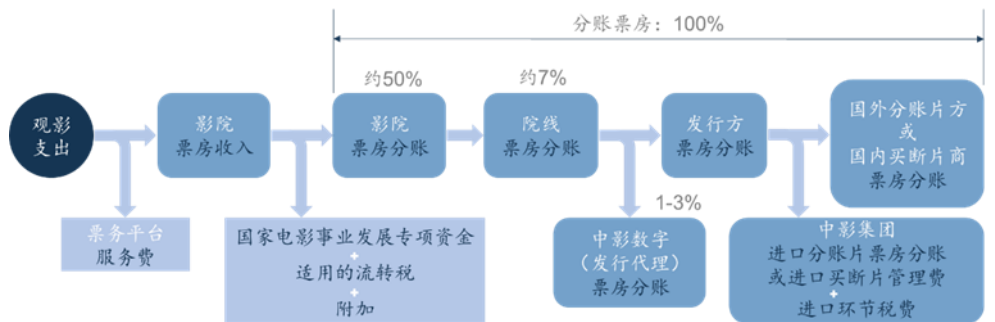 分账票房：100%
约50%
约7%
观影
支出
影院
票房收入
影院
票房分账
院线
票房分账
发行方
票房分账
国外分账片方
或
国内买断片商
票房分账
票务平台
服务费
国家电影事业发展专项资金
+
适用的流转税
+
附加
1-3%
中影数字
（发行代理）
票房分账
中影集团
进口分账片票房分账
或进口买断片管理费
+
进口环节税费